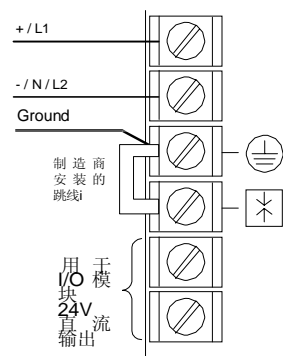 + / L1
- / N / L2
Ground
制 造 商
安 装 的
跳线i
用 于
I/O 模
块
24V
直 流
输出